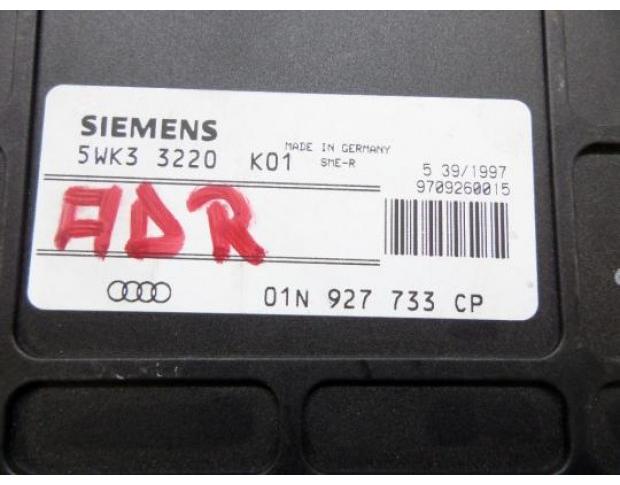 SIEMENS
5WK3 3220 K01 MADE IN GERMANY
SME-R
5 39/1997
9709260015
ADR
01N 927 733 CP